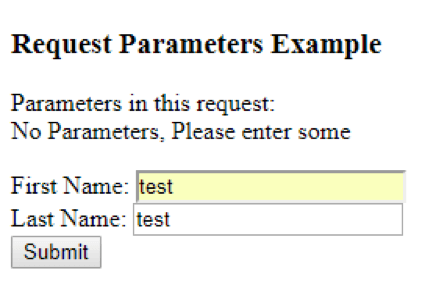 Request Parameters Example
Parameters in this request:
No Parameters, Please enter some
First Name: test
Last Name: test
Submit